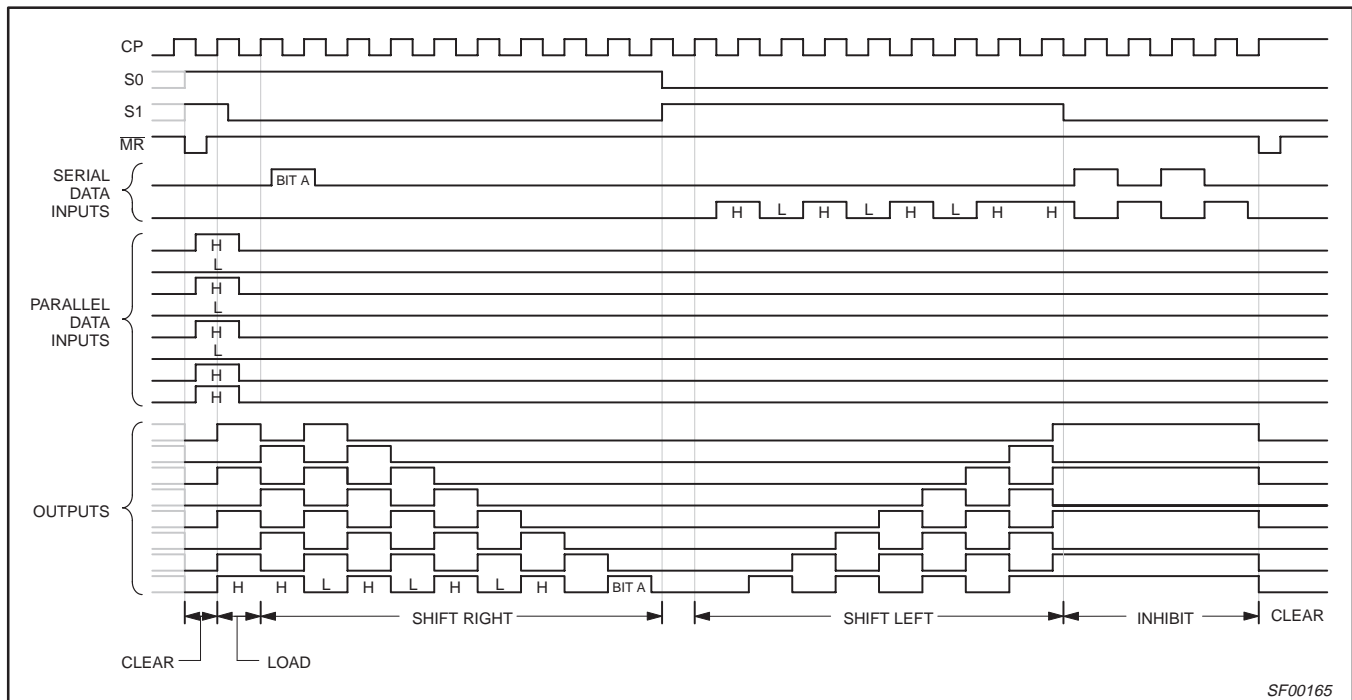 CP
S0
S1
MR
SERIAL
DATA
INPUTS
BIT A
H L H L H L H H
PARALLEL
DATA
INPUTS
H
L
H
L
H
L
H
H
OUTPUTS
H H L H L H L H BIT A
SHIFT RIGHT SHIFT LEFT INHIBIT CLEAR
CLEAR LOAD
SF00165